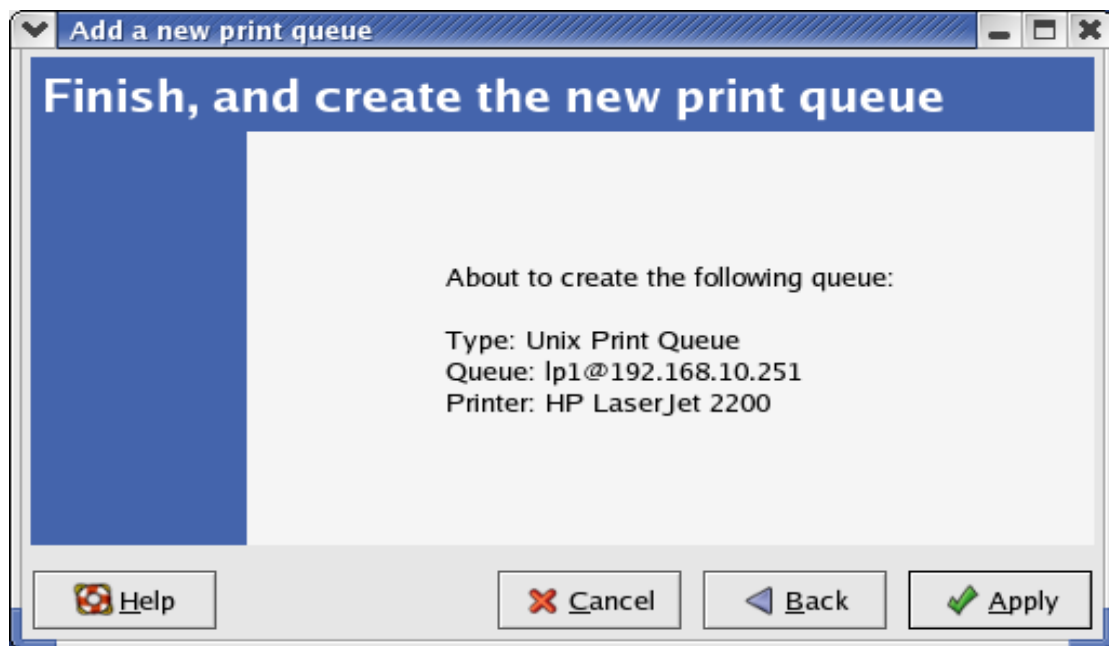 Add a new print queue
Finish, and create the new print queue
About to create the following queue:
Type: Unix Print Queue
Queue: lp1@192.168.10.251
Printer: HP LaserJet 2200
Help
Cancel
Back
Apply